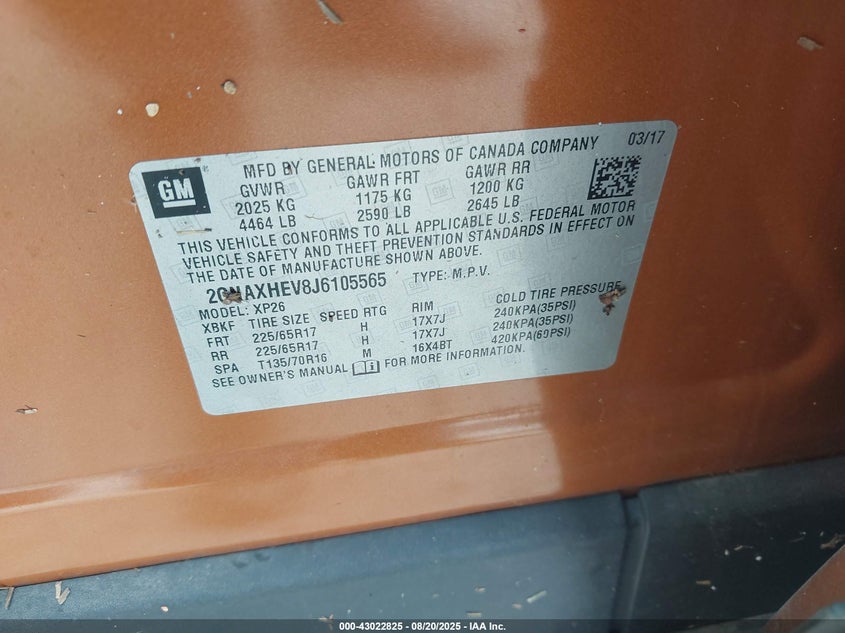 MFD BY GENERAL MOTORS OF CANADA COMPANY 03/17
GM
GVWR GAWR FRT GAWR RR
2025 KG 1175 KG 1200 KG
4464 LB 2590 LB 2645 LB
THIS VEHICLE CONFORMS TO ALL APPLICABLE U.S. FEDERAL MOTOR
VEHICLE SAFETY AND THEFT PREVENTION STANDARDS IN EFFECT ON
THE DATE OF MANUFACTURE SHOWN ABOVE.
2GNAXHEV8J6105565 TYPE: M.P.V.
MODEL: XP26
XBKF TIRE SIZE SPEED RTG RIM COLD TIRE PRESSURE
FRT 225/65R17 H 17X7J 240KPA(35PSI)
RR 225/65R17 H 17X7J 240KPA(35PSI)
SPA T135/70R16 M 16X4BT 420KPA(69PSI)
SEE OWNER'S MANUAL FOR MORE INFORMATION.
000-43022825 - 08/20/2025 - IAA Inc.